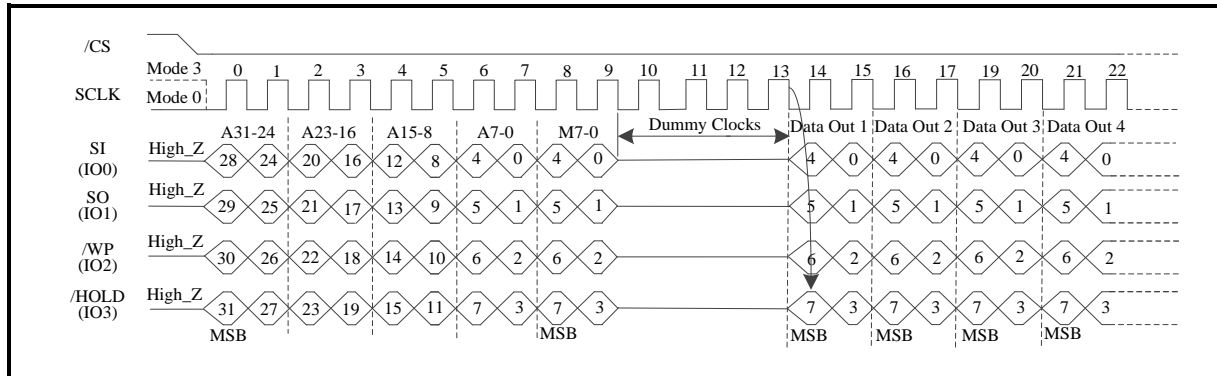 /CS
Mode 3 0 1 2 3 4 5 6 7 8 9 10 11 12 13 14 15 16 17 19 20 21 22
SCLK Mode 0
A31-24 A23-16 A15-8 A7-0 M7-0 Dummy Clocks Data Out 1 Data Out 2 Data Out 3 Data Out 4
SI (IO0) High_Z 28 24 20 16 12 8 4 0 4 0 4 0 4 0 4 0 4 0
SO (IO1) High_Z 29 25 21 17 13 9 5 1 5 1 5 1 5 1 5 1 5 1
/WP (IO2) High_Z 30 26 22 18 14 10 6 2 6 2 6 2 6 2 6 2 6 2
/HOLD (IO3) High_Z 31 27 23 19 15 11 7 3 7 3 7 3 7 3 7 3 7 3
MSB MSB MSB MSB MSB MSB